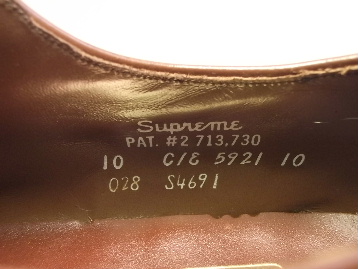 Supreme
PAT. #2 713,730
10 C/E 5921 10
028 S4691